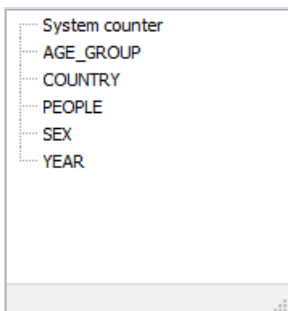 System counter
AGE_GROUP
COUNTRY
PEOPLE
SEX
YEAR